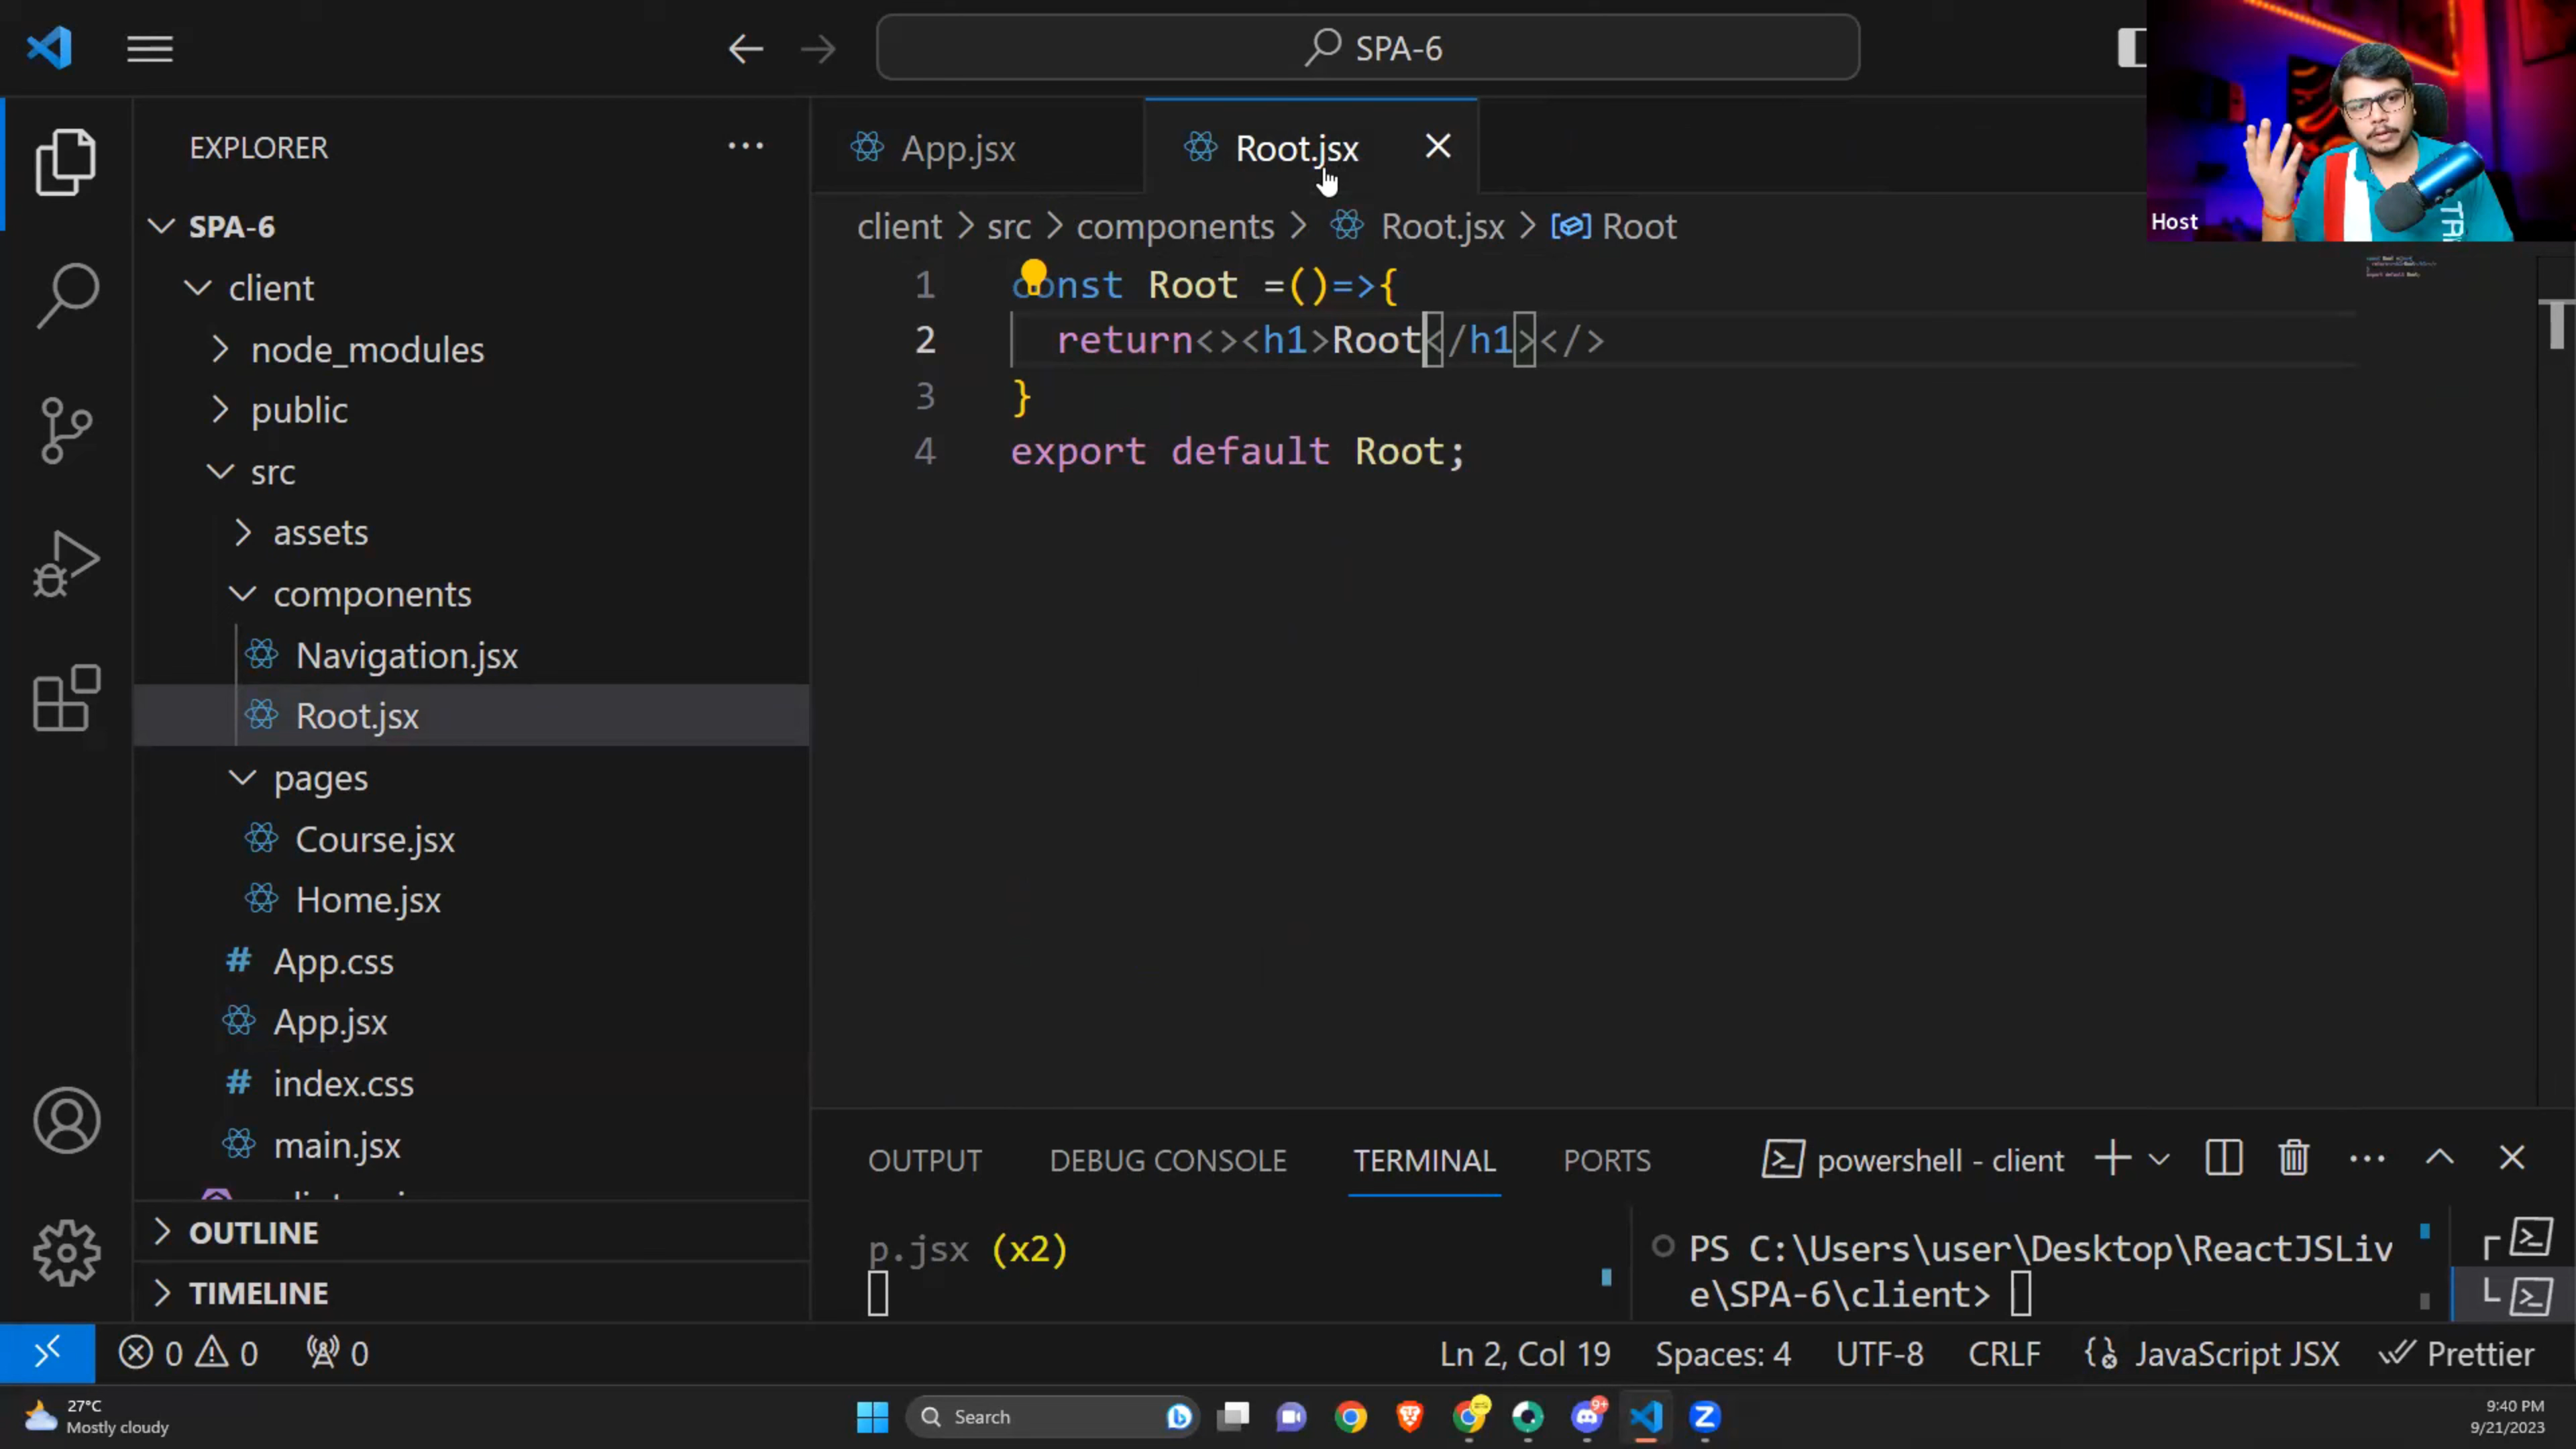 SPA-6
EXPLORER
SPA-6
client
node_modules
public
src
assets
components
Navigation.jsx
Root.jsx
pages
Course.jsx
Home.jsx
App.css
App.jsx
index.css
main.jsx
OUTLINE
TIMELINE
App.jsx
Root.jsx
client > src > components > Root.jsx > Root
1 const Root =()=>{
2 return<><h1>Root</h1></>
3 }
4 export default Root;
Host
OUTPUT DEBUG CONSOLE TERMINAL PORTS powershell - client
p.jsx (x2)
PS C:\Users\user\Desktop\ReactJSLiv
e\SPA-6\client>
0 0 0 Ln 2, Col 19 Spaces: 4 UTF-8 CRLF JavaScript JSX Prettier
27°C
Mostly cloudy
Search
9+
9:40 PM
9/21/2023